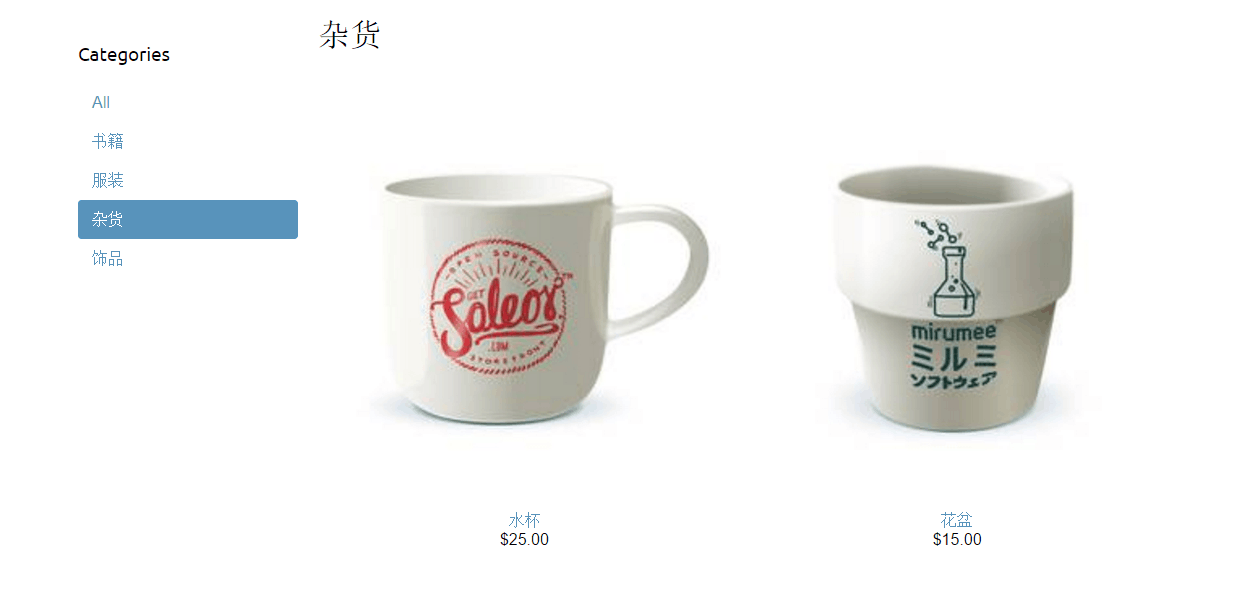 Categories
All
书籍
服装
杂货
饰品
杂货
OPEN SOURCE
GET
Saleor
.COM
STOREFRONT
mirumee
ミルミ
ソフトウェア
水杯
$25.00
花盆
$15.00